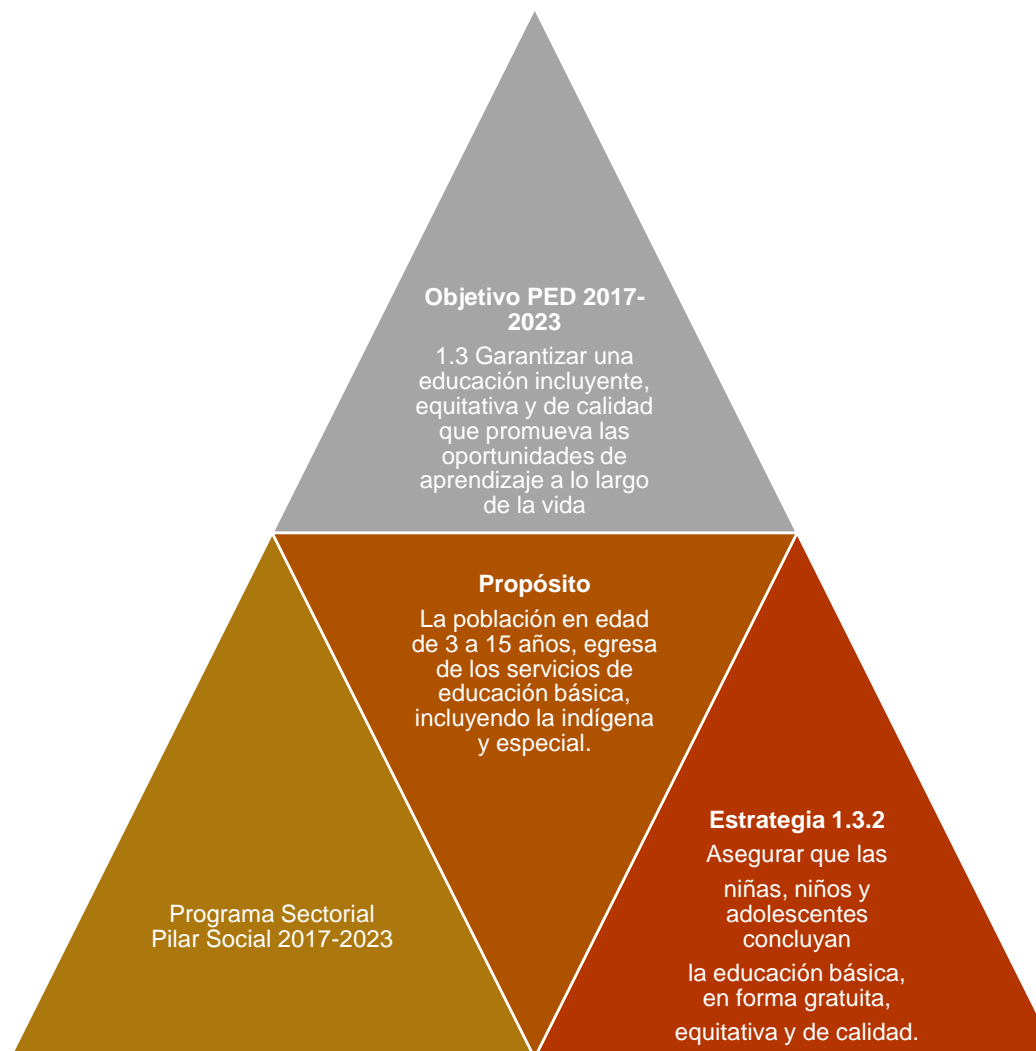 Objetivo PED 2017-
2023
1.3 Garantizar una
educación incluyente,
equitativa y de calidad
que promueva las
oportunidades de
aprendizaje a lo largo
de la vida
Propósito
La población en edad
de 3 a 15 años, egresa
de los servicios de
educación básica,
incluyendo la indígena
y especial.
Programa Sectorial
Pilar Social 2017-2023
Estrategia 1.3.2
Asegurar que las
niñas, niños y
adolescentes
concluyan
la educación básica,
en forma gratuita,
equitativa y de calidad.